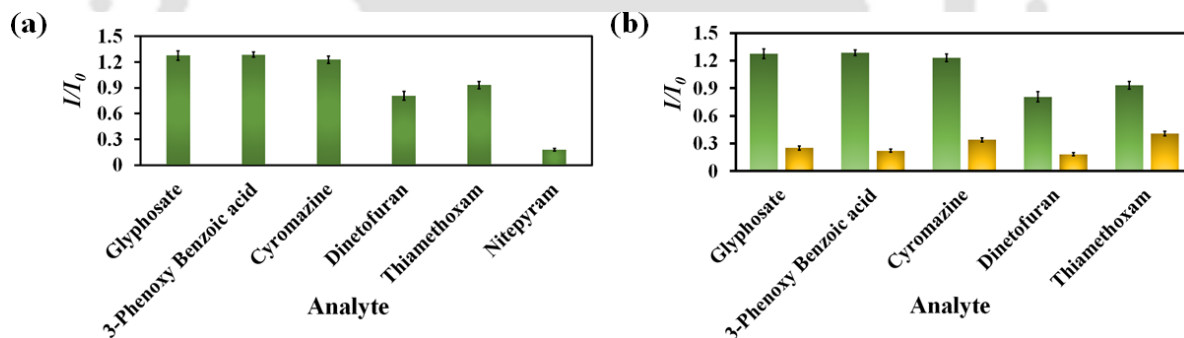 (a)
I/I0
1.5
1.2
0.9
0.6
0.3
0
Glyphosate
3-Phenoxy Benzoic acid
Cyromazine
Dinetofuran
Thiamethoxam
Nitepyram
Analyte
(b)
I/I0
1.5
1.2
0.9
0.6
0.3
0
Glyphosate
3-Phenoxy Benzoic acid
Cyromazine
Dinetofuran
Thiamethoxam
Analyte